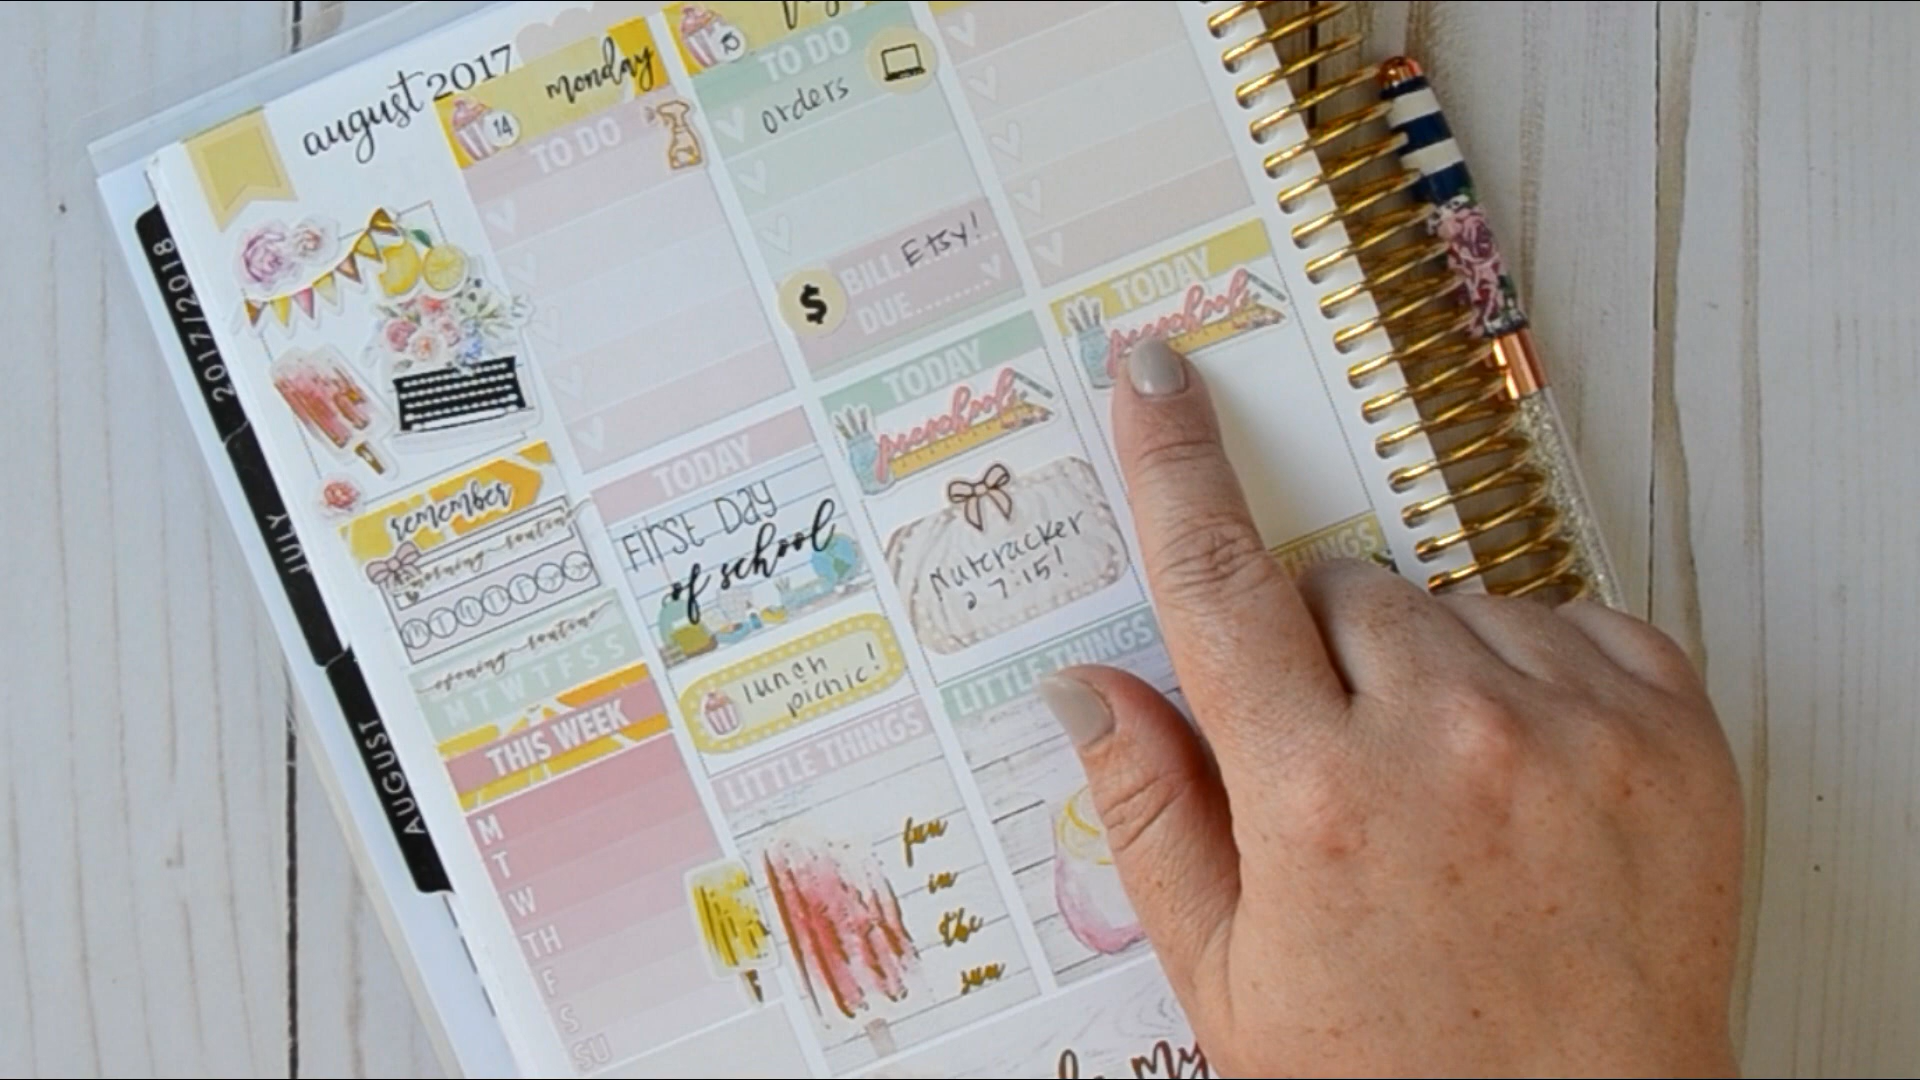 august 2017
monday
14
TO DO
15
TO DO
orders
Etsy!
BILL
DUE
$
TODAY
preschool
TODAY
preschool
TODAY
First Day
of school
Nutcracker
7:15!
lunch
picnic!
remember
morning routine
M T W T F S S
evening routine
M T W T F S S
THIS WEEK
M
T
W
TH
F
S
SU
LITTLE THINGS
fun
in
the
sun
LITTLE THINGS
THINGS
My
2017/2018
JULY
AUGUST